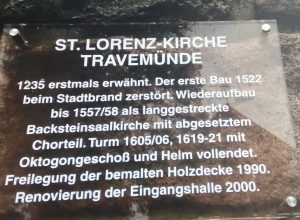 ST. LORENZ-KIRCHE
TRAVEMÜNDE
1235 erstmals erwähnt. Der erste Bau 1522
beim Stadtbrand zerstört. Wiederaufbau
bis 1557/58 als langgestreckte
Backsteinsaalkirche mit abgesetztem
Chorteil. Turm 1605/06, 1619-21 mit
Oktogongeschoß und Helm vollendet.
Freilegung der bemalten Holzdecke 1990.
Renovierung der Eingangshalle 2000.